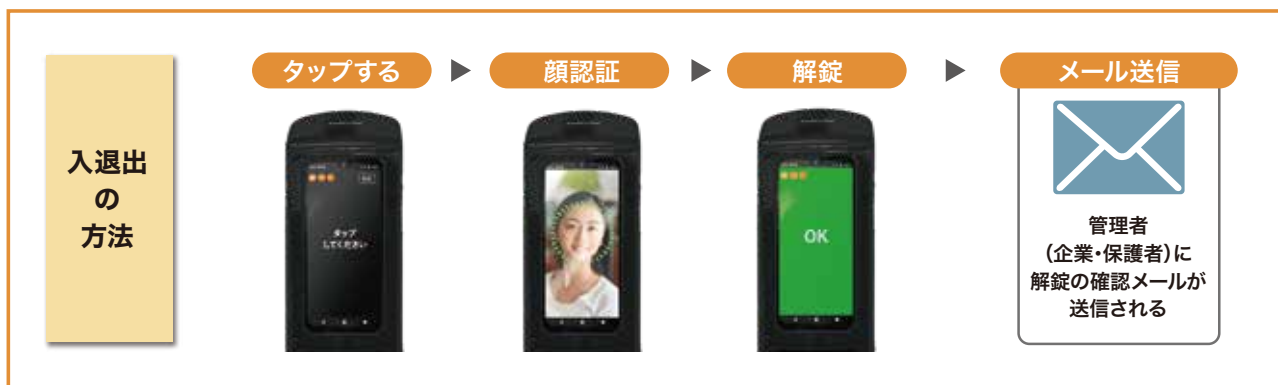 入退出
の
方法
タップする ▶ 顔認証 ▶ 解錠 ▶ メール送信
タップ
してください
OK
管理者
(企業・保護者)に
解錠の確認メールが
送信される